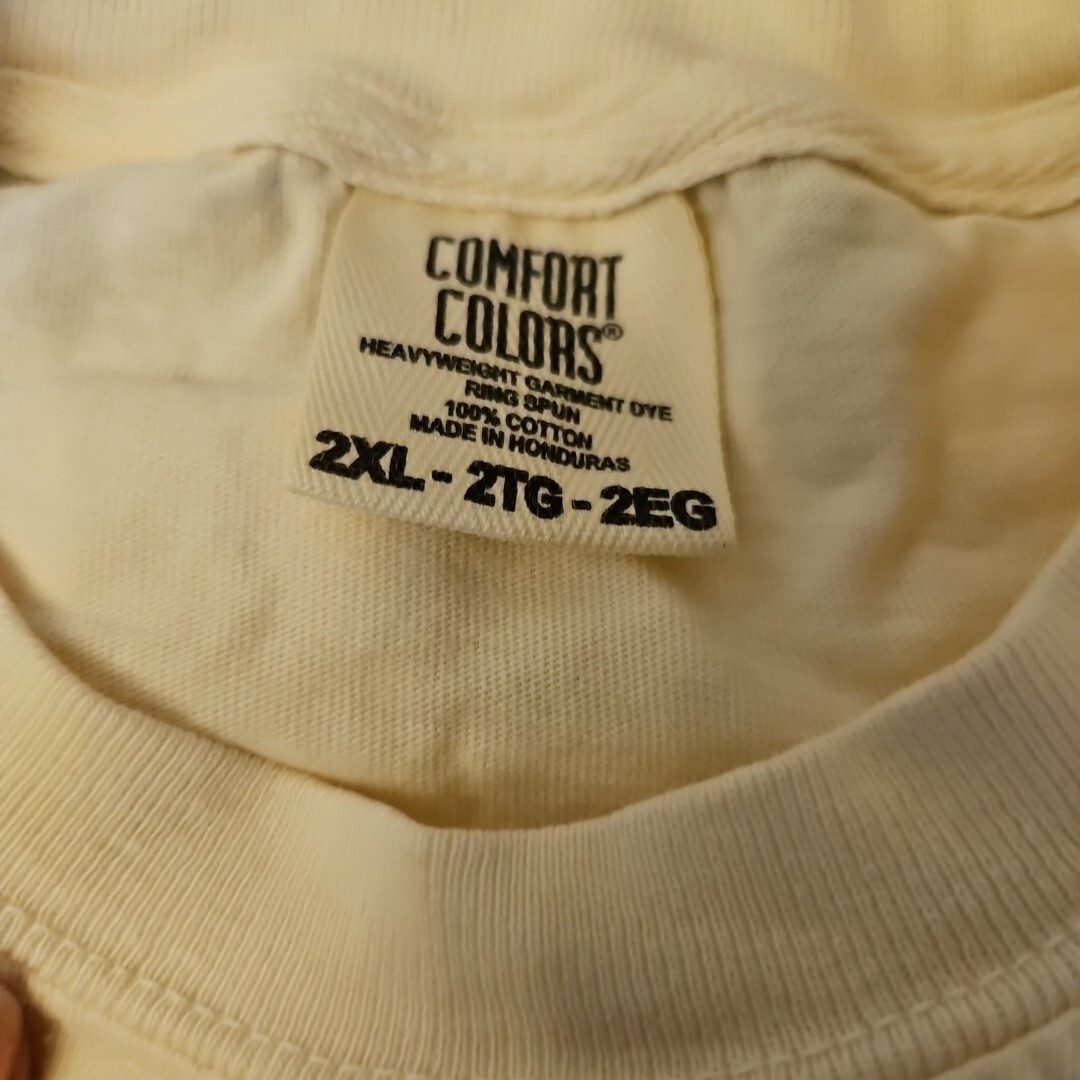 COMFORT
COLORS®
HEAVYWEIGHT GARMENT DYE
RING SPUN
100% COTTON
MADE IN HONDURAS
2XL - 2TG - 2EG